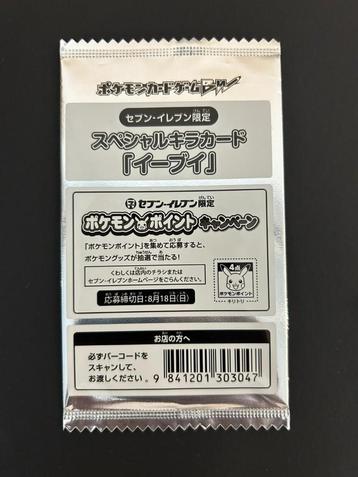 ポケモンカードゲームBW
セブン-イレブン限定
スペシャルキラカード
「イーブイ」
セブン-イレブン限定
ポケモンポイント キャンペーン
「ポケモンポイント」を集めて応募すると、
ポケモングッズが抽選で当たる!
くわしくは店内のチラシまたは
セブン-イレブンホームページをごらんください。
応募締切日:8月18日(日)
4点
ポケモンポイント
キリトリ
お店の方へ
必ずバーコードを
スキャンして、
お渡しください。
9 841201 303047